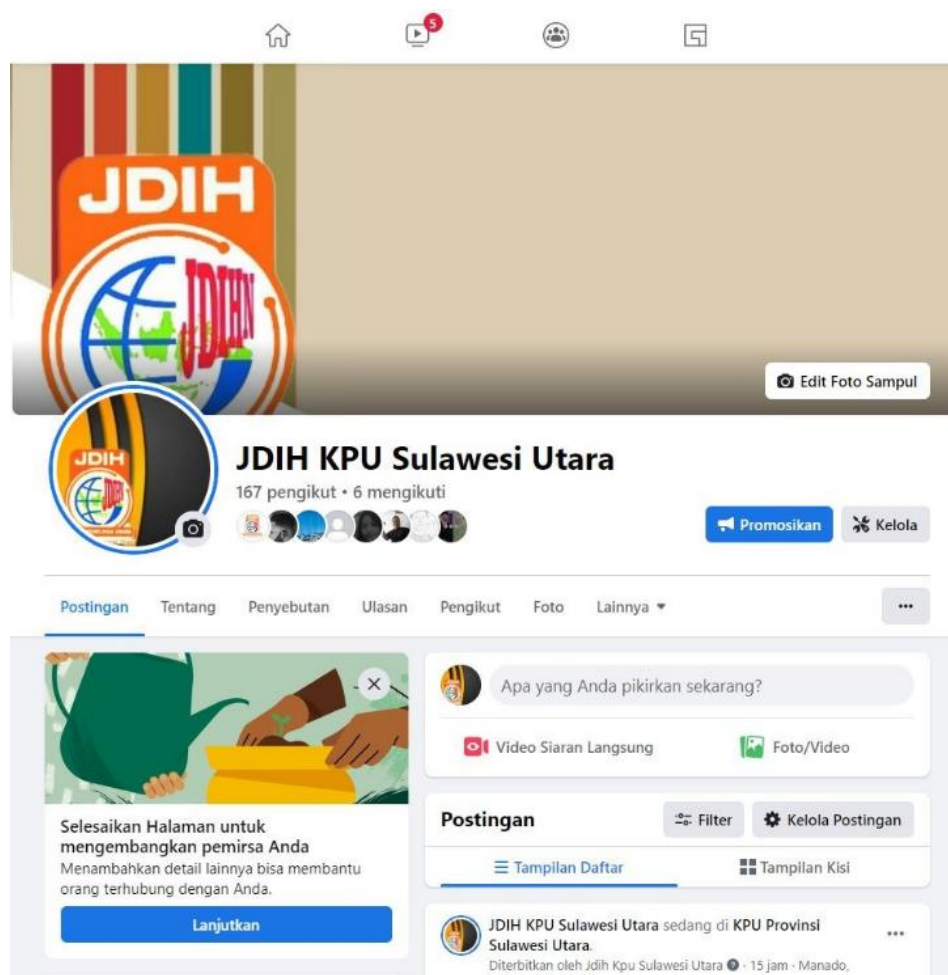 5
JDIH
JDIHN
Edit Foto Sampul
JDIH
JDIH KPU Sulawesi Utara
167 pengikut • 6 mengikuti
Promosikan
Kelola
Postingan Tentang Penyebutan Ulasan Pengikut Foto Lainnya
Apa yang Anda pikirkan sekarang?
Video Siaran Langsung
Foto/Video
Selesaikan Halaman untuk
mengembangkan pemirsa Anda
Menambahkan detail lainnya bisa membantu
orang terhubung dengan Anda.
Lanjutkan
Postingan
Filter
Kelola Postingan
Tampilan Daftar
Tampilan Kisi
JDIH KPU Sulawesi Utara sedang di KPU Provinsi
Sulawesi Utara.
Diterbitkan oleh Jdih Kpu Sulawesi Utara · 15 jam · Manado,